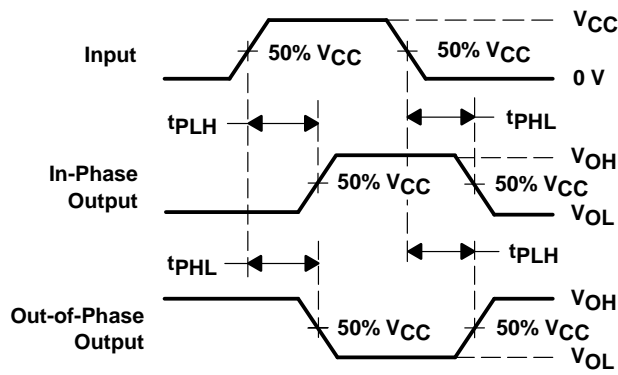 VCC
Input
50% VCC
50% VCC
0 V
tPLH
tPHL
In-Phase
Output
50% VCC
VOH
50% VCC
VOL
tPHL
tPLH
Out-of-Phase
Output
50% VCC
VOH
50% VCC
VOL